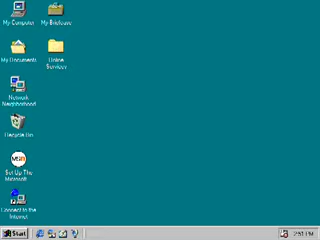 My Computer
My Briefcase
My Documents
Online
Services
Network
Neighborhood
Recycle Bin
msn
Set Up The
Microsoft...
Connect to the
Internet
Start